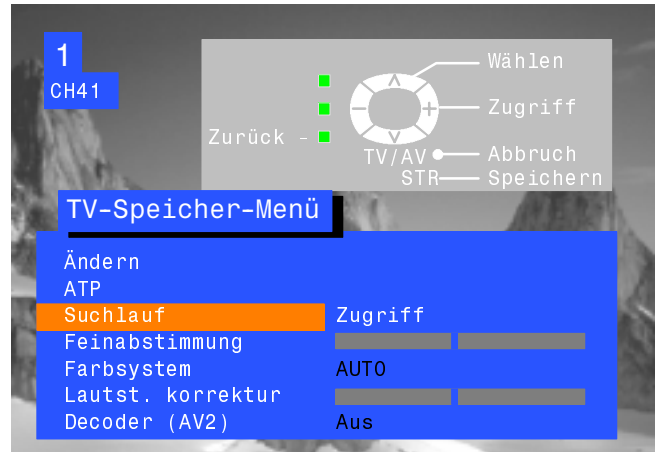 1
CH41
Wählen
Zugriff
Zurück -
TV/AV Abbruch
STR Speichern
TV-Speicher-Menü
Ändern
ATP
Suchlauf Zugriff
Feinabstimmung
Farbsystem AUTO
Lautst. korrektur
Decoder (AV2) Aus